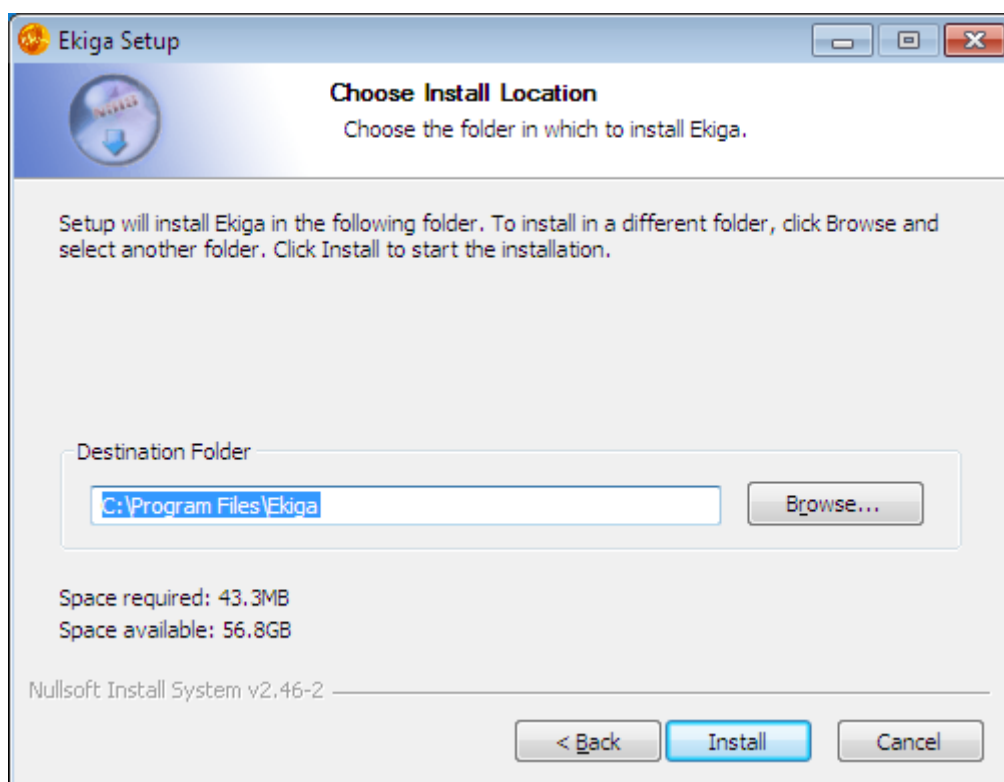 Ekiga Setup
Choose Install Location
Choose the folder in which to install Ekiga.
Setup will install Ekiga in the following folder. To install in a different folder, click Browse and
select another folder. Click Install to start the installation.
Destination Folder
C:\Program Files\Ekiga
Browse...
Space required: 43.3MB
Space available: 56.8GB
Nullsoft Install System v2.46-2
< Back
Install
Cancel